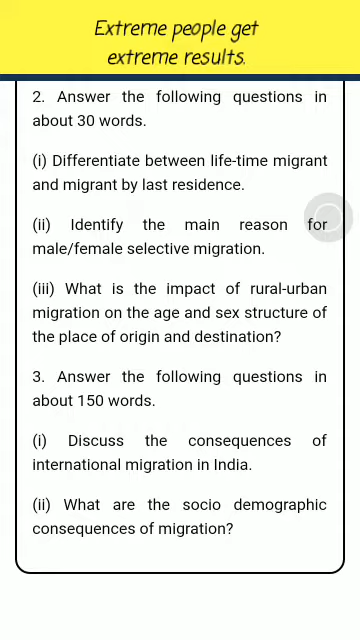 Extreme people get
extreme results.
2. Answer the following questions in
about 30 words.
(i) Differentiate between life-time migrant
and migrant by last residence.
(ii) Identify the main reason for
male/female selective migration.
(iii) What is the impact of rural-urban
migration on the age and sex structure of
the place of origin and destination?
3. Answer the following questions in
about 150 words.
(i) Discuss the consequences of
international migration in India.
(ii) What are the socio demographic
consequences of migration?